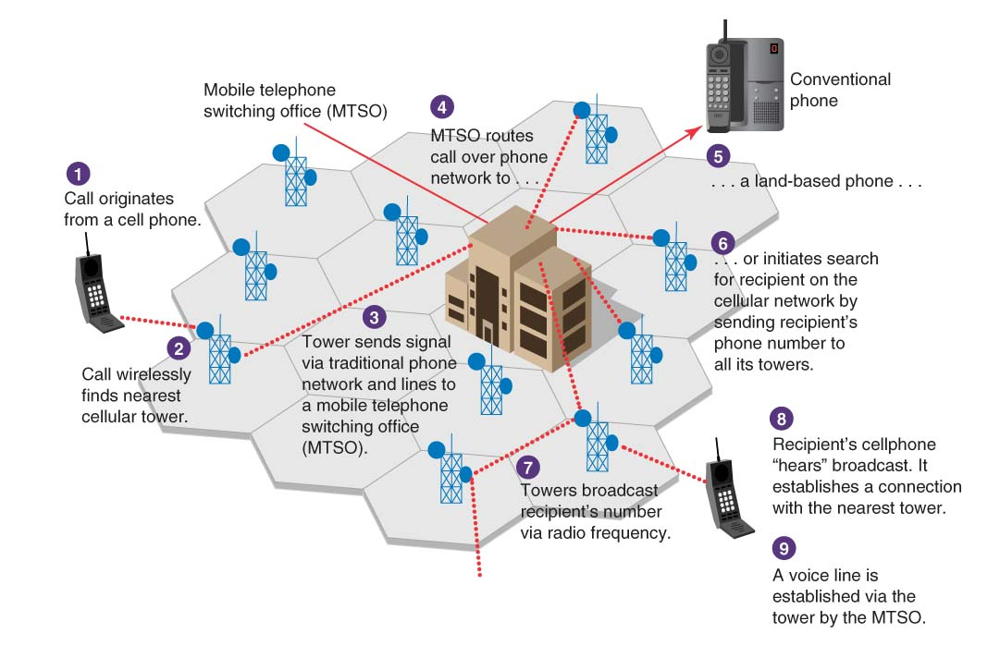 Mobile telephone
switching office (MTSO)
Conventional
phone
1
Call originates
from a cell phone.
2
Call wirelessly
finds nearest
cellular tower.
3
Tower sends signal
via traditional phone
network and lines to
a mobile telephone
switching office
(MTSO).
4
MTSO routes
call over phone
network to . . .
5
. . . a land-based phone . . .
6
. . . or initiates search
for recipient on the
cellular network by
sending recipient’s
phone number to
all its towers.
7
Towers broadcast
recipient’s number
via radio frequency.
8
Recipient’s cellphone
“hears” broadcast. It
establishes a connection
with the nearest tower.
9
A voice line is
established via the
tower by the MTSO.
0